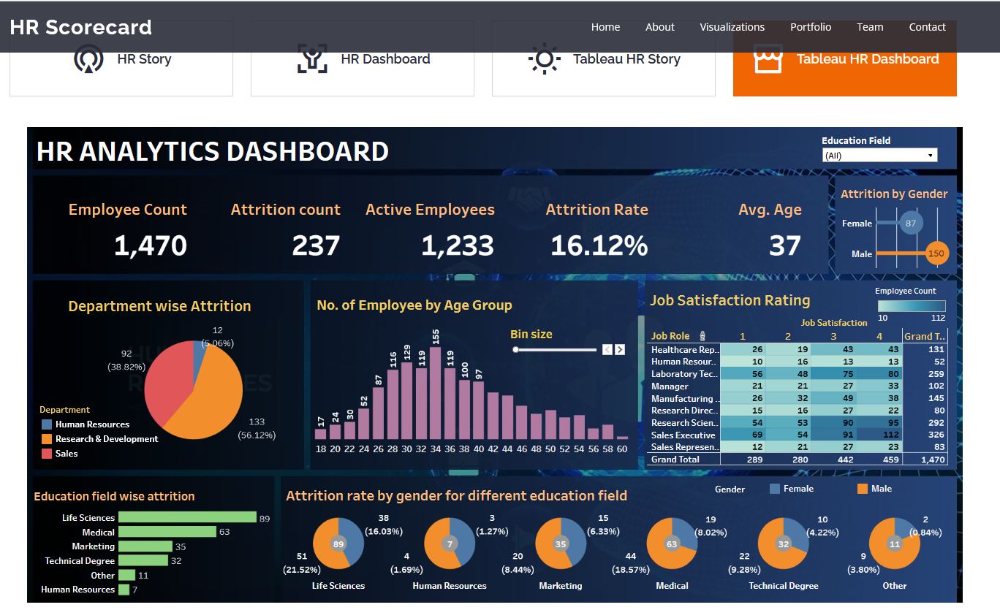 HR Scorecard
Home About Visualizations Portfolio Team Contact
HR Story HR Dashboard Tableau HR Story Tableau HR Dashboard
HR ANALYTICS DASHBOARD
Education Field
(All)
Employee Count Attrition count Active Employees Attrition Rate Avg. Age
1,470 237 1,233 16.12% 37
Attrition by Gender
Female 87
Male 150
Department wise Attrition
12
(5.06%)
92
(38.82%)
133
(56.12%)
Department
Human Resources
Research & Development
Sales
No. of Employee by Age Group
Bin size
17 24 30 52 87 116 129 119 155 119 100 97
18 20 22 24 26 28 30 32 34 36 38 40 42 44 46 48 50 52 54 56 58 60
Job Satisfaction Rating
Employee Count
10 112
Job Satisfaction
Job Role 1 2 3 4 Grand T..
Healthcare Rep.. 26 19 43 43 131
Human Resour.. 10 16 13 13 52
Laboratory Tec.. 56 48 75 80 259
Manager 21 21 27 33 102
Manufacturing .. 26 32 49 38 145
Research Direc.. 15 16 27 22 80
Research Scien.. 54 53 90 95 292
Sales Executive 69 54 91 112 326
Sales Represen.. 12 21 27 23 83
Grand Total 289 280 442 459 1,470
Education field wise attrition
Life Sciences 89
Medical 63
Marketing 35
Technical Degree 32
Other 11
Human Resources 7
Attrition rate by gender for different education field
Gender Female Male
38
(16.03%)
89
51
(21.52%)
Life Sciences
3
(1.27%)
7
4
(1.69%)
Human Resources
15
(6.33%)
35
20
(8.44%)
Marketing
19
(8.02%)
63
44
(18.57%)
Medical
10
(4.22%)
32
22
(9.28%)
Technical Degree
2
(0.84%)
11
9
(3.80%)
Other